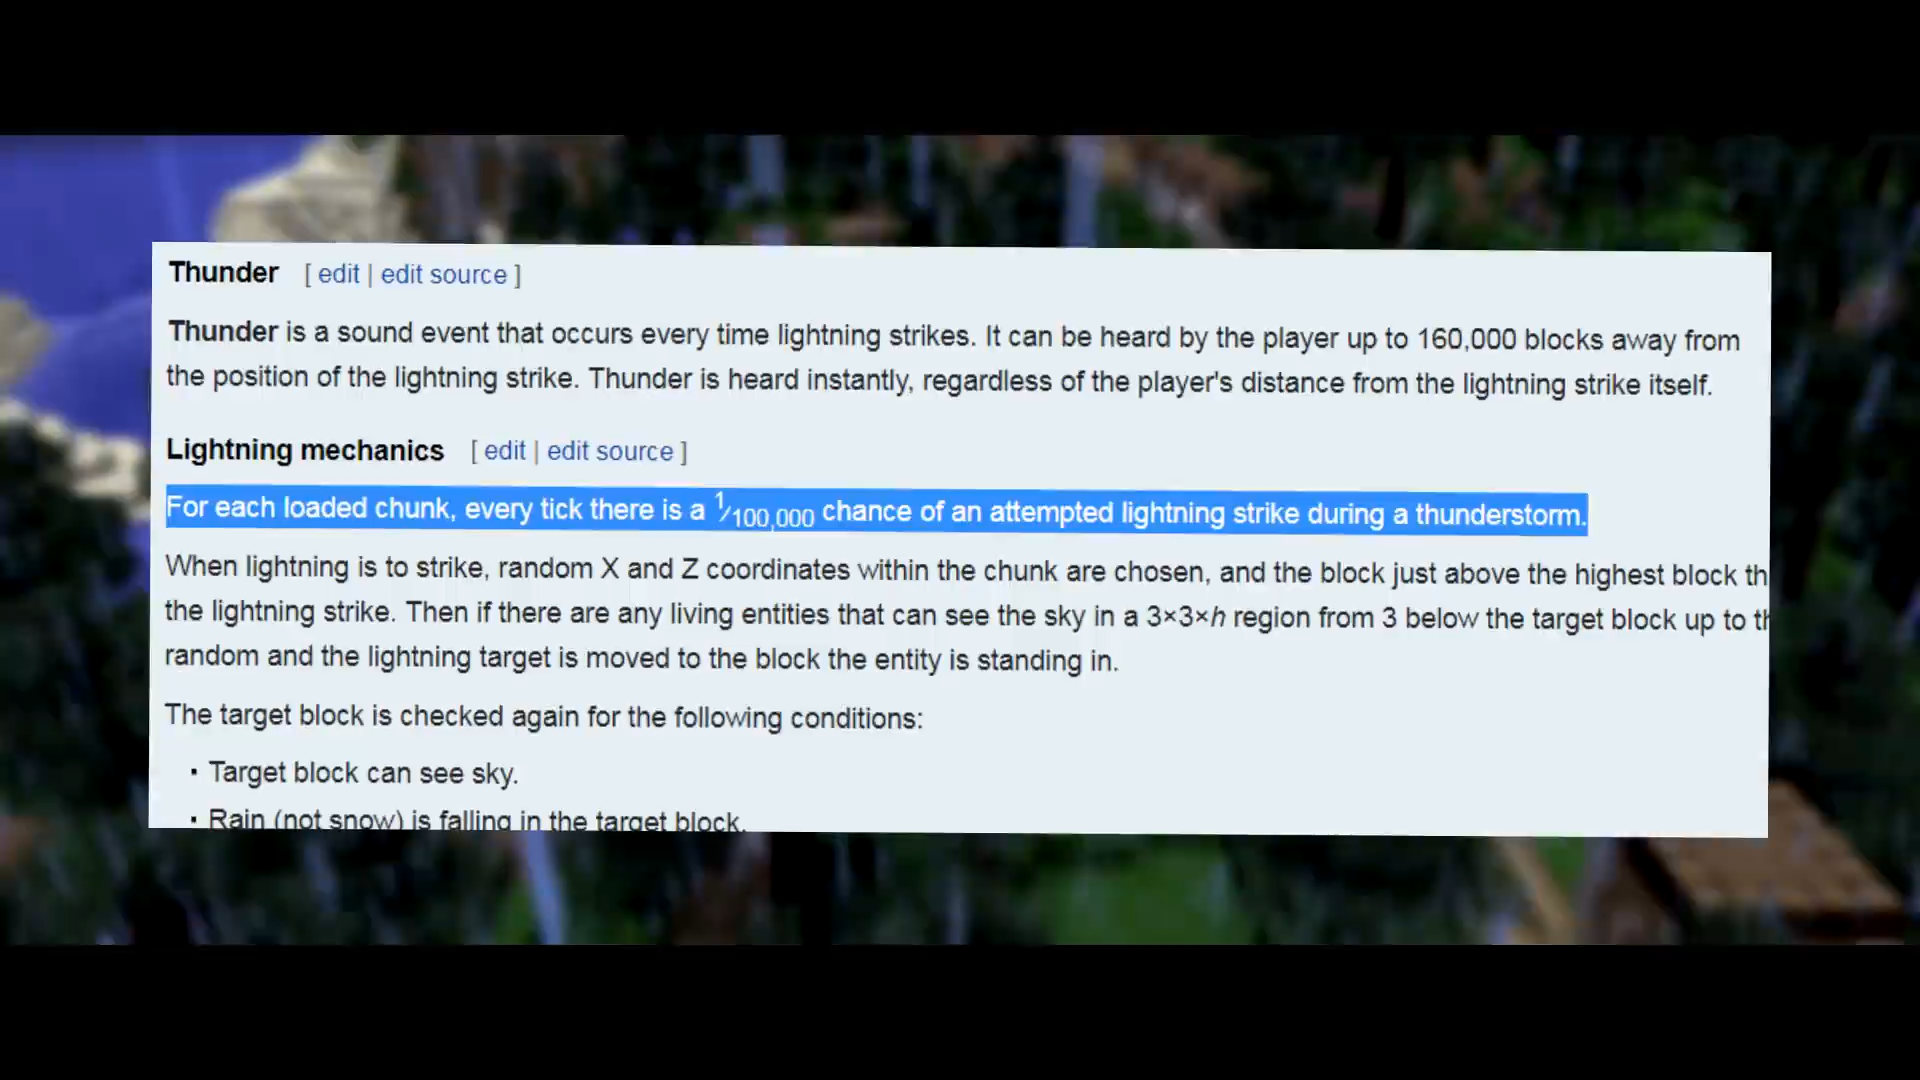 Thunder [ edit | edit source ]
Thunder is a sound event that occurs every time lightning strikes. It can be heard by the player up to 160,000 blocks away from
the position of the lightning strike. Thunder is heard instantly, regardless of the player's distance from the lightning strike itself.
Lightning mechanics [ edit | edit source ]
For each loaded chunk, every tick there is a 1/100,000 chance of an attempted lightning strike during a thunderstorm.
When lightning is to strike, random X and Z coordinates within the chunk are chosen, and the block just above the highest block th
the lightning strike. Then if there are any living entities that can see the sky in a 3×3×h region from 3 below the target block up to th
random and the lightning target is moved to the block the entity is standing in.
The target block is checked again for the following conditions:
▪ Target block can see sky.
▪ Rain (not snow) is falling in the target block.